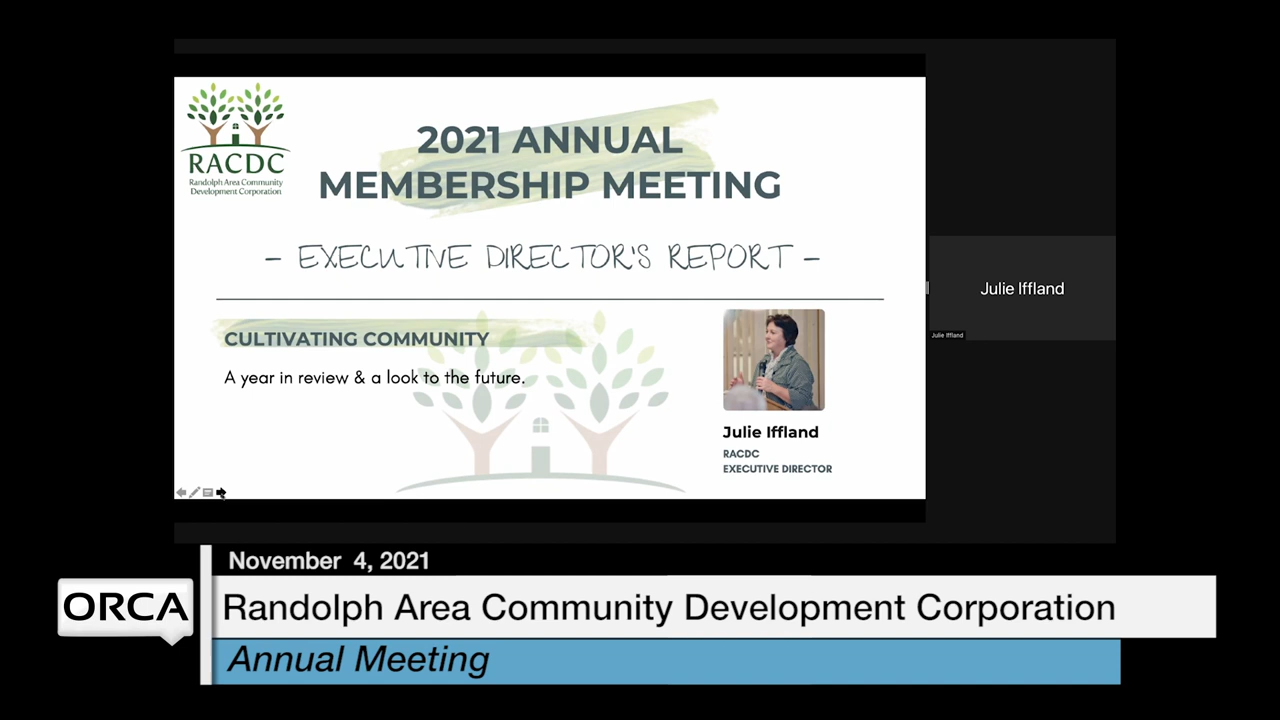 RACDC
Randolph Area Community
Development Corporation
2021 ANNUAL
MEMBERSHIP MEETING
- EXECUTIVE DIRECTOR'S REPORT -
CULTIVATING COMMUNITY
A year in review & a look to the future.
Julie Iffland
RACDC
EXECUTIVE DIRECTOR
Julie Iffland
Julie Iffland
November 4, 2021
ORCA
Randolph Area Community Development Corporation
Annual Meeting